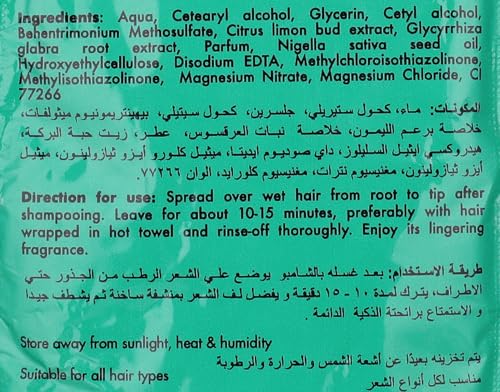 Ingredients: Aqua, Cetearyl alcohol, Glycerin, Cetyl alcohol,
Behentrimonium Methosulfate, Citrus limon bud extract, Glycyrrhiza
glabra root extract, Parfum, Nigella sativa seed oil,
Hydroxyethylcellulose, Disodium EDTA, Methylchloroisothiazolinone,
Methylisothiazolinone, Magnesium Nitrate, Magnesium Chloride, CI
77266
المكونات: ماء، كحول ستيريلي، جلسرين، كحول سيتيلي، بيهينتريمونيوم ميثولفات،
خلاصة برعم الليمون، خلاصة نبات العرقسوس، عطر، زيت حبة البركة،
هيدروكسي ايثيل السليلوز، داي صوديوم ايديتا، ميثيل كلورو أيزو ثيازولينون، ميثيل
أيزو ثيازولينون، مغنيسيوم نترات، مغنيسيوم كلورايد، الوان ٧٧٢٦٦.
Direction for use: Spread over wet hair from root to tip after
shampooing. Leave for about 10-15 minutes, preferably with hair
wrapped in hot towel and rinse-off thoroughly. Enjoy its lingering
fragrance.
طريقة الاستخدام: بعد غسله بالشامبو يوضع علي الشعر الرطب من الجذور حتي
الاطراف، يترك لمدة ١٠ - ١٥ دقيقة و يفضل لف الشعر بمنشفة ساخنة ثم يشطف جيدا
و الاستمتاع برائحتة الذكية الدائمة.
Store away from sunlight, heat & humidity
يتم تخزينه بعيدًا عن أشعة الشمس والحرارة والرطوبة
Suitable for all hair types
مناسب لكل أنواع الشعر